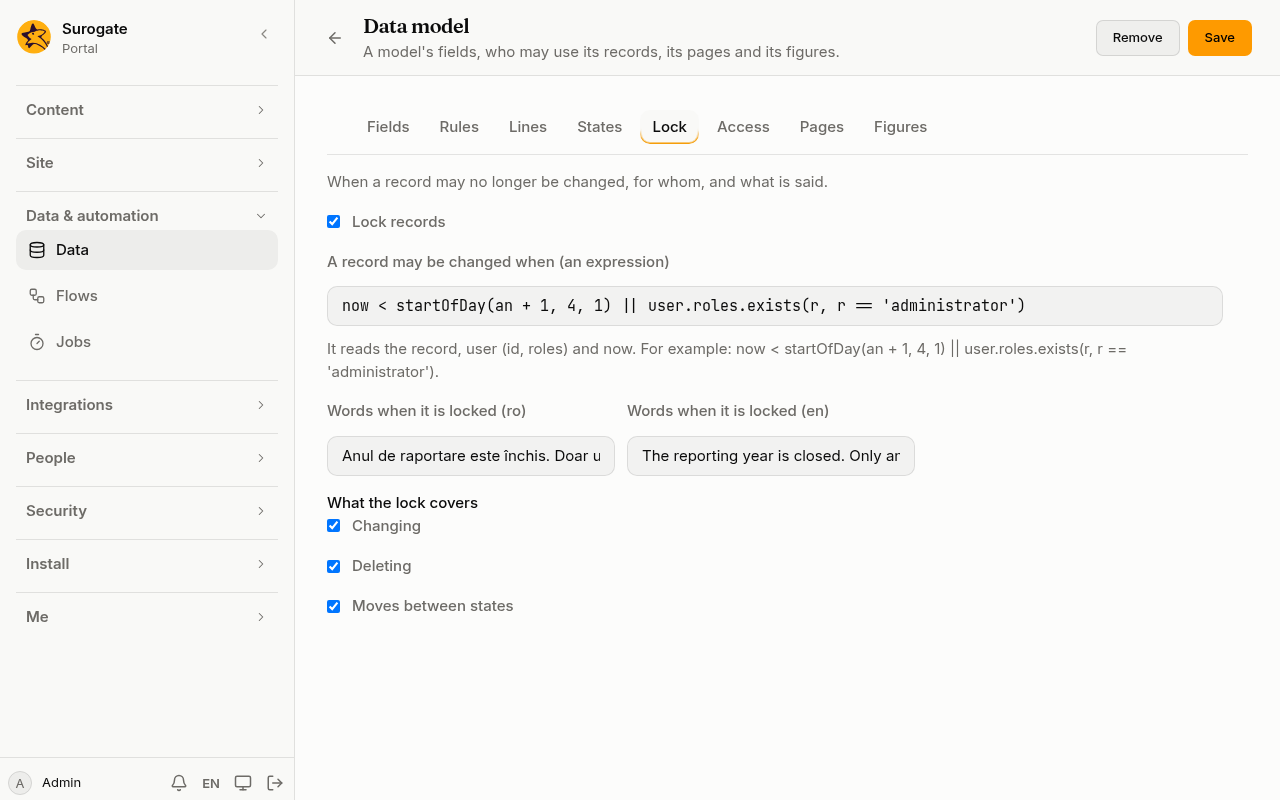 Surogate
Portal
Content
Site
Data & automation
Data
Flows
Jobs
Integrations
People
Security
Install
Me
A
Admin
EN
Data model
A model's fields, who may use its records, its pages and its figures.
Remove
Save
Fields
Rules
Lines
States
Lock
Access
Pages
Figures
When a record may no longer be changed, for whom, and what is said.
Lock records
A record may be changed when (an expression)
now < startOfDay(an + 1, 4, 1) || user.roles.exists(r, r == 'administrator')
It reads the record, user (id, roles) and now. For example: now < startOfDay(an + 1, 4, 1) || user.roles.exists(r, r ==
'administrator').
Words when it is locked (ro)
Words when it is locked (en)
Anul de raportare este închis. Doar u
The reporting year is closed. Only an
What the lock covers
Changing
Deleting
Moves between states